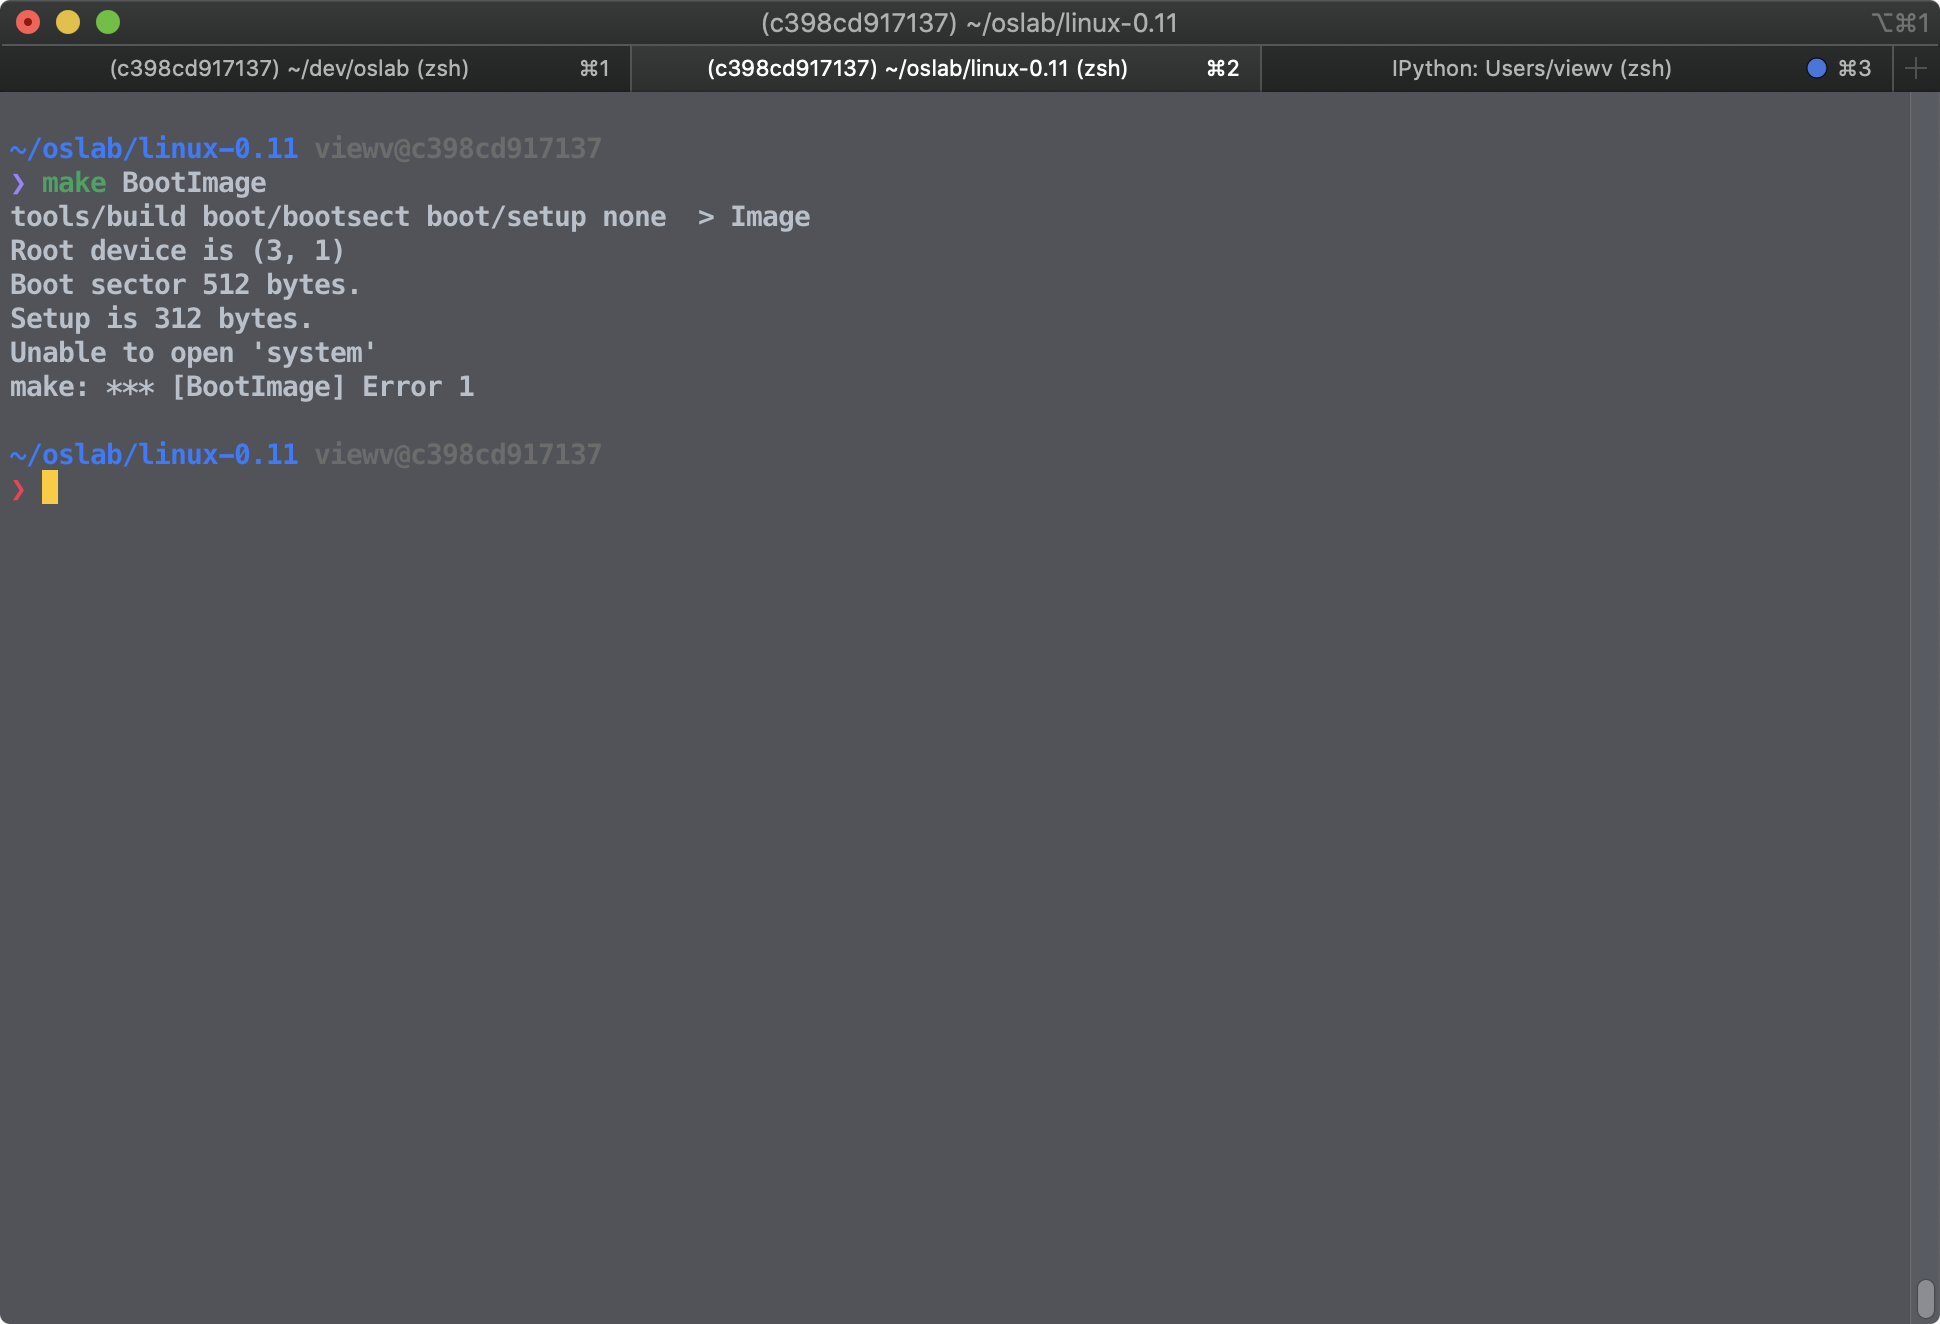 (c398cd917137) ~/oslab/linux-0.11 ⌥⌘1
(c398cd917137) ~/dev/oslab (zsh) ⌘1 (c398cd917137) ~/oslab/linux-0.11 (zsh) ⌘2 IPython: Users/viewv (zsh) ⌘3 +
~/oslab/linux-0.11 viewv@c398cd917137
❯ make BootImage
tools/build boot/bootsect boot/setup none  > Image
Root device is (3, 1)
Boot sector 512 bytes.
Setup is 312 bytes.
Unable to open 'system'
make: *** [BootImage] Error 1
~/oslab/linux-0.11 viewv@c398cd917137
❯